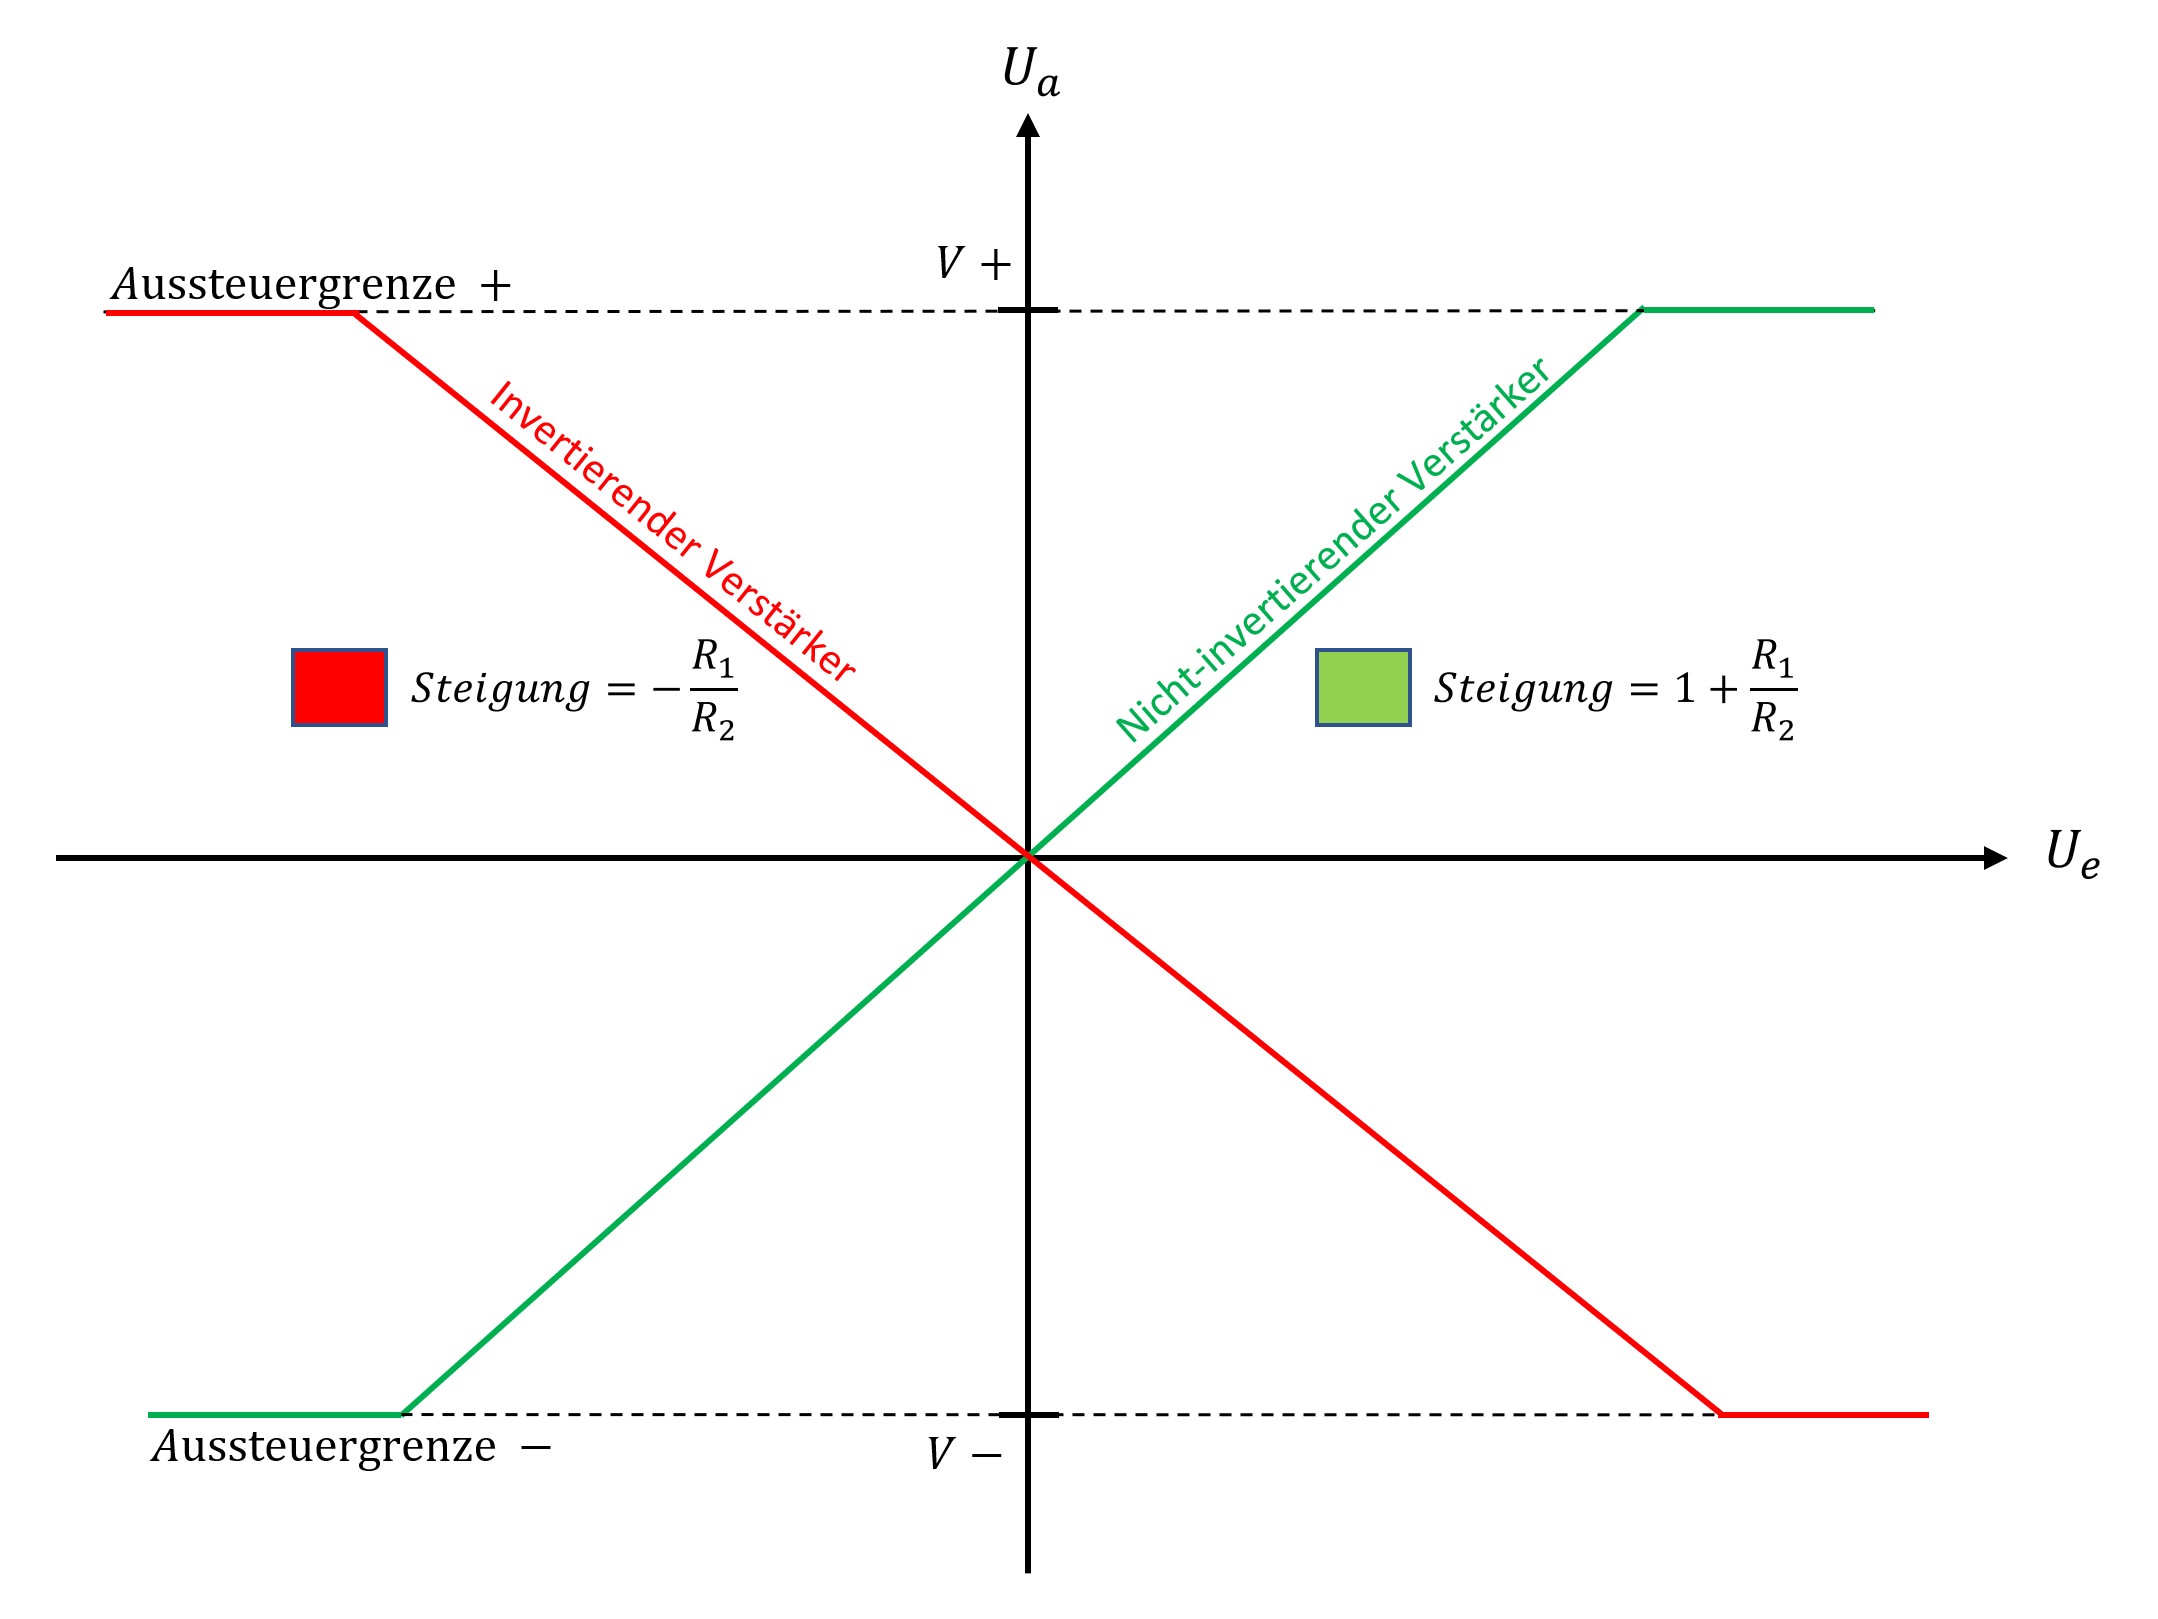 Uₐ
V +
Aussteuergrenze +
Invertierender Verstärker
Nicht-invertierender Verstärker
Steigung = − R₁/R₂
Steigung = 1 + R₁/R₂
Uₑ
Aussteuergrenze −
V −